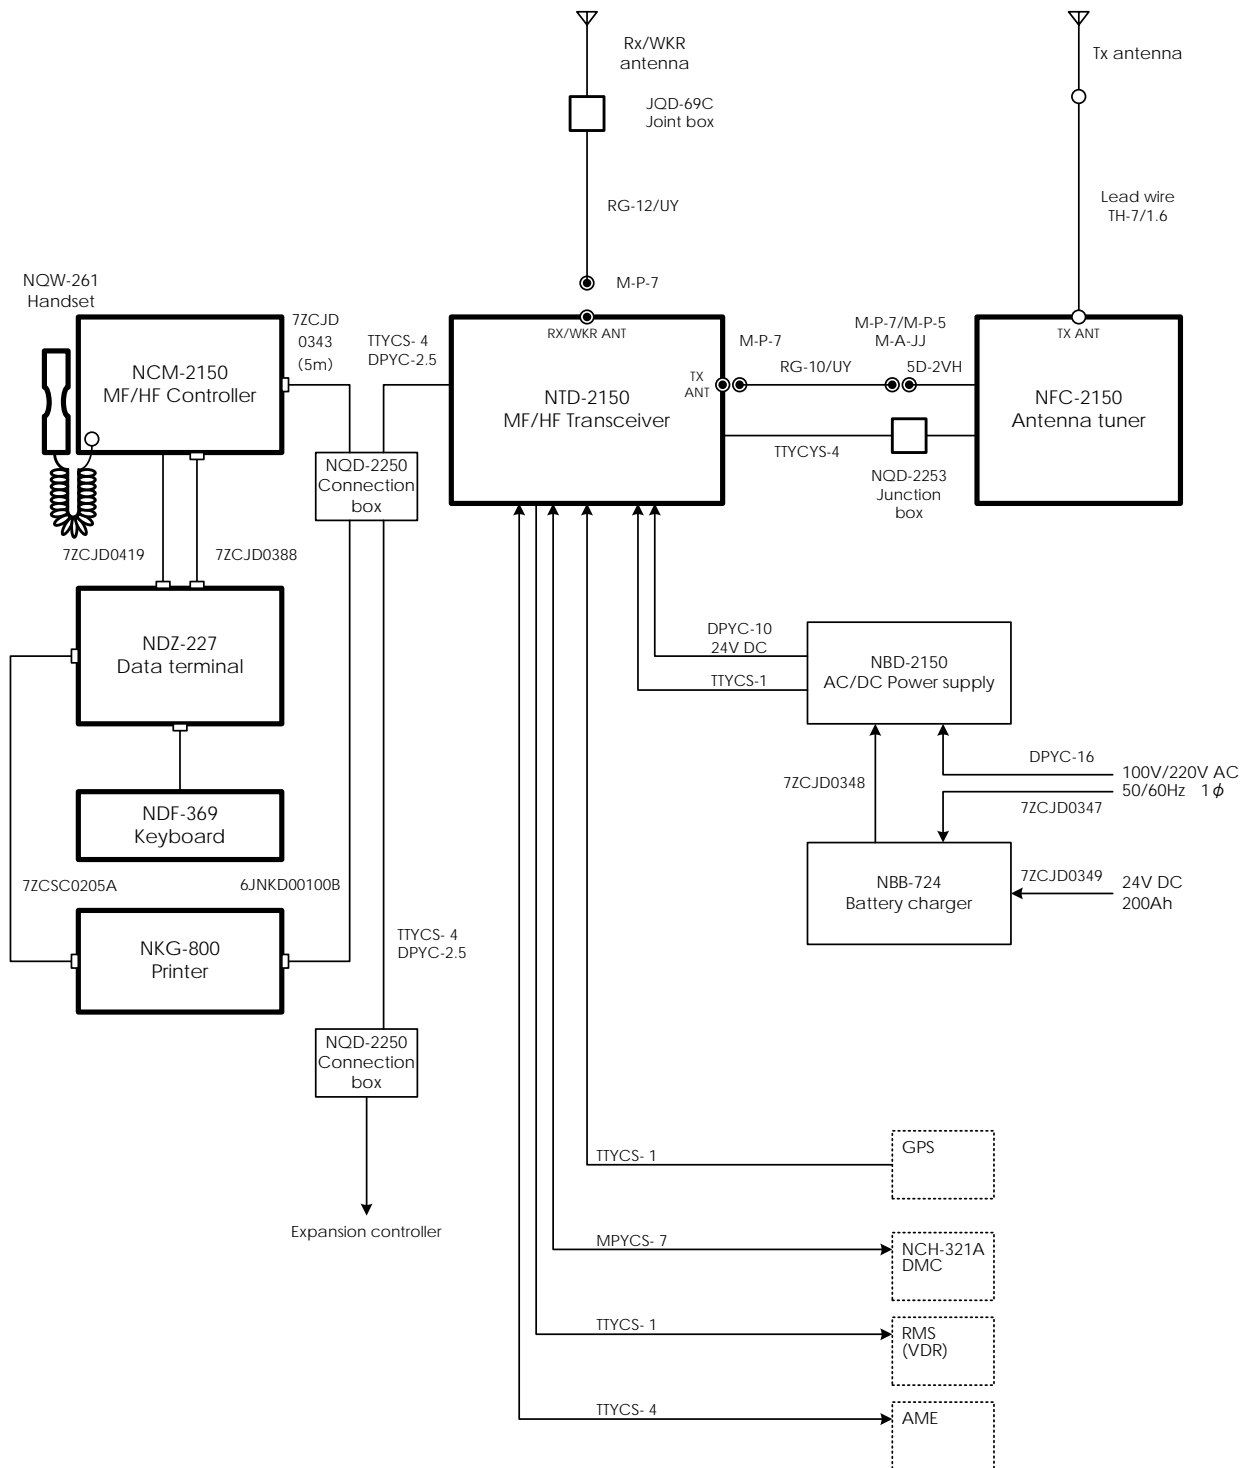 Rx/WKR
antenna
Tx antenna
JQD-69C
Joint box
RG-12/UY
Lead wire
TH-7/1.6
M-P-7
NQW-261
Handset
7ZCJD
0343
(5m)
TTYCS- 4
DPYC-2.5
NCM-2150
MF/HF Controller
RX/WKR ANT
NTD-2150
MF/HF Transceiver
TX
ANT
M-P-7
RG-10/UY
M-P-7/M-P-5
M-A-JJ
5D-2VH
TX ANT
NFC-2150
Antenna tuner
TTYCYS-4
NQD-2253
Junction
box
NQD-2250
Connection
box
7ZCJD0419
7ZCJD0388
NDZ-227
Data terminal
DPYC-10
24V DC
TTYCS-1
NBD-2150
AC/DC Power supply
DPYC-16
100V/220V AC
50/60Hz 1ϕ
7ZCJD0348
7ZCJD0347
NDF-369
Keyboard
7ZCSC0205A
6JNKD00100B
NBB-724
Battery charger
7ZCJD0349
24V DC
200Ah
NKG-800
Printer
TTYCS- 4
DPYC-2.5
NQD-2250
Connection
box
Expansion controller
TTYCS- 1
GPS
MPYCS- 7
NCH-321A
DMC
TTYCS- 1
RMS
(VDR)
TTYCS- 4
AME